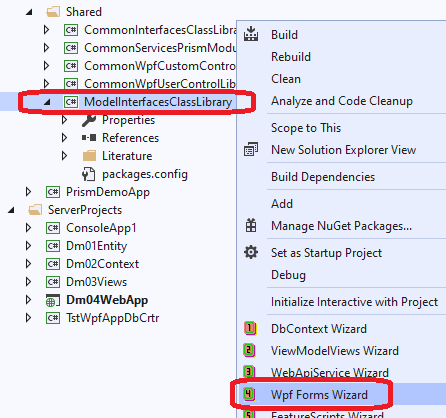 Shared
CommonInterfacesClassLibra
CommonServicesPrismModu
CommonWpfCustomControl
CommonWpfUserControlLib
ModelInterfacesClassLibrary
Properties
References
Literature
packages.config
PrismDemoApp
ServerProjects
ConsoleApp1
Dm01Entity
Dm02Context
Dm03Views
Dm04WebApp
TstWpfAppDbCrtr
Build
Rebuild
Clean
Analyze and Code Cleanup
Scope to This
New Solution Explorer View
Build Dependencies
Add
Manage NuGet Packages...
Set as Startup Project
Debug
Initialize Interactive with Project
1 DbContext Wizard
2 ViewModelViews Wizard
3 WebApiService Wizard
4 Wpf Forms Wizard
FeatureScripts Wizard